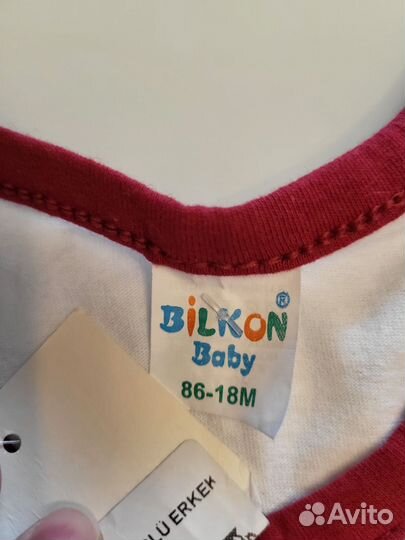 BiLKON ®
Baby
86-18M
LÜ ERKEK
Avito